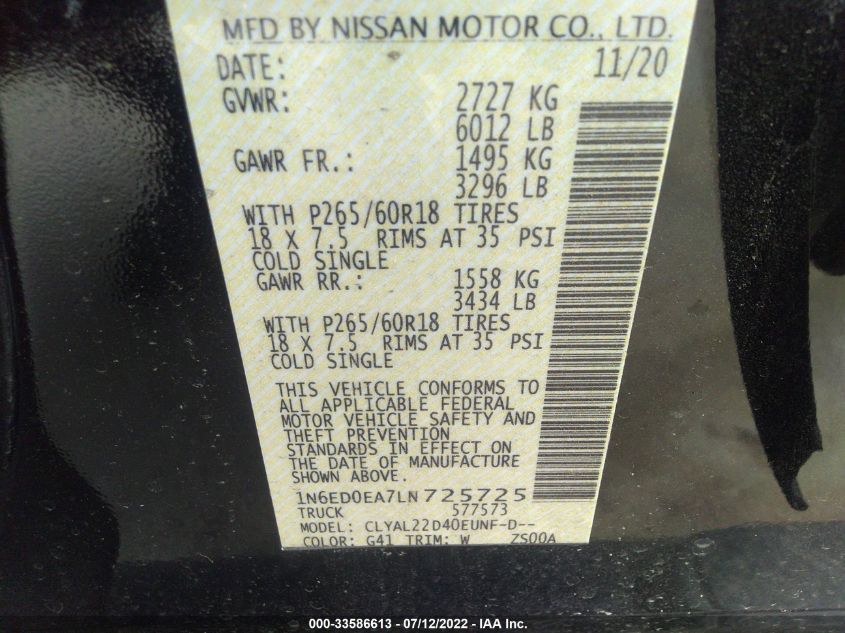 MFD BY NISSAN MOTOR CO., LTD.
DATE: 11/20
GVWR: 2727 KG
6012 LB
GAWR FR.: 1495 KG
3296 LB
WITH P265/60R18 TIRES
18 X 7.5 RIMS AT 35 PSI
COLD SINGLE
GAWR RR.: 1558 KG
3434 LB
WITH P265/60R18 TIRES
18 X 7.5 RIMS AT 35 PSI
COLD SINGLE
THIS VEHICLE CONFORMS TO
ALL APPLICABLE FEDERAL
MOTOR VEHICLE SAFETY AND
THEFT PREVENTION
STANDARDS IN EFFECT ON
THE DATE OF MANUFACTURE
SHOWN ABOVE.
1N6ED0EA7LN725725
TRUCK 577573
MODEL: CLYAL22D40EUNF-D--
COLOR: G41 TRIM: W ZS00A
000-33586613 - 07/12/2022 - IAA Inc.